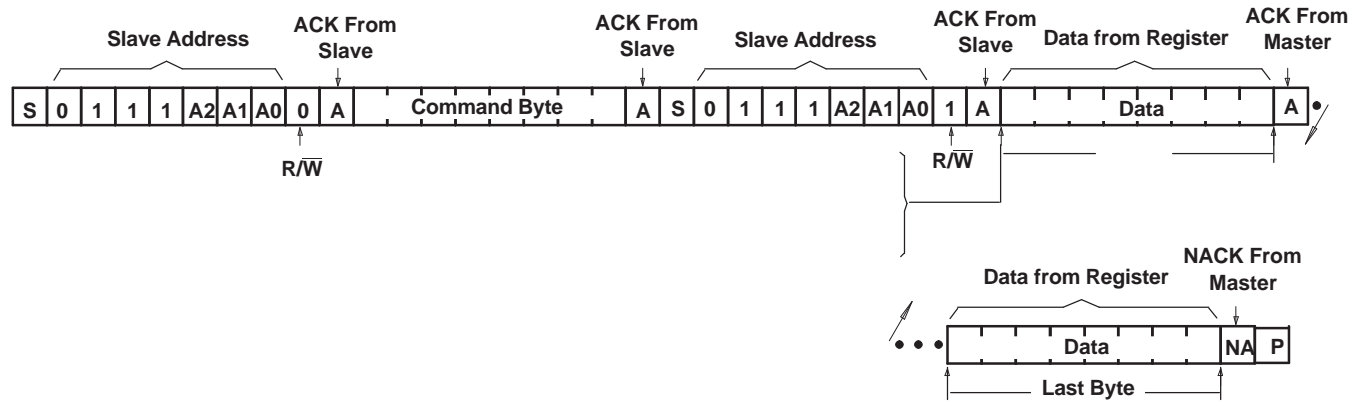 Slave Address
ACK From
Slave
ACK From
Slave
Slave Address
ACK From
Slave
Data from Register
ACK From
Master
S 0 1 1 1 A2 A1 A0 0 A Command Byte A S 0 1 1 1 A2 A1 A0 1 A Data A
R/W̅
R/W̅
Data from Register
NACK From
Master
Data NA P
Last Byte